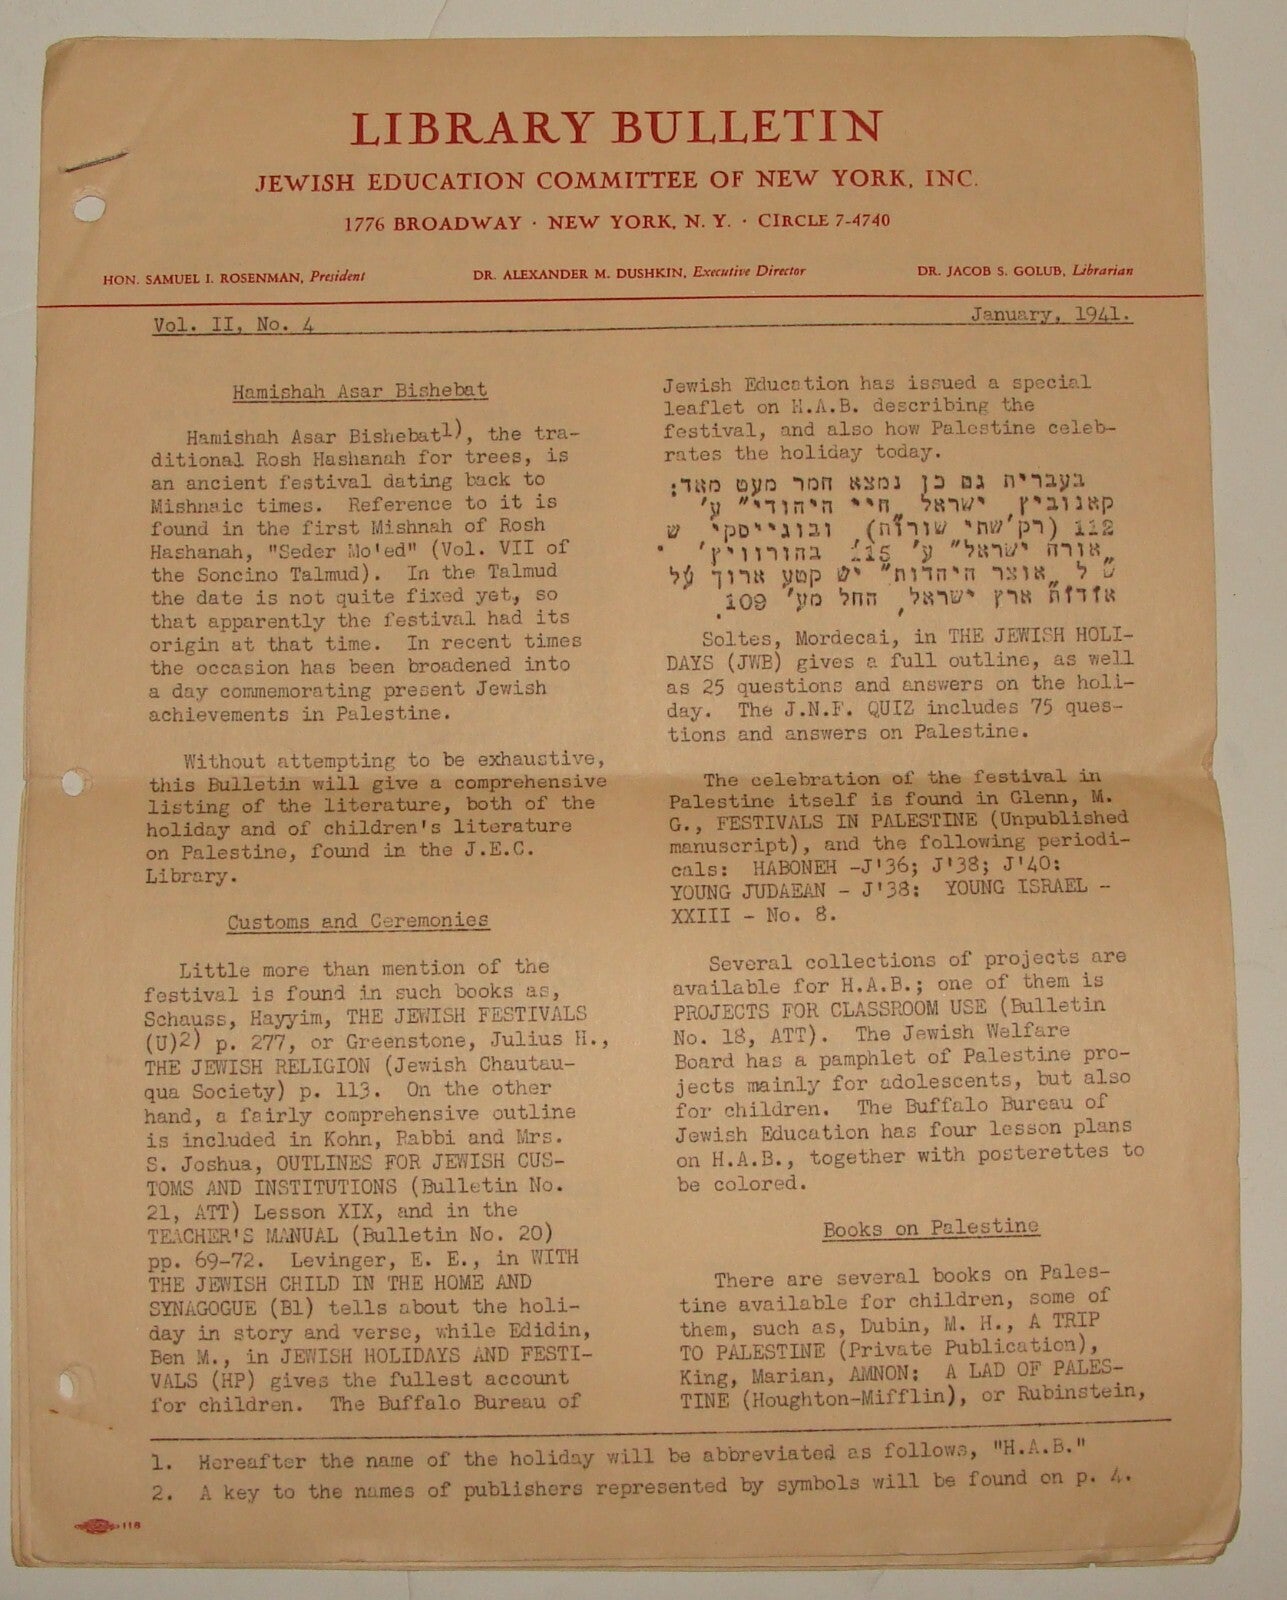 LIBRARY BULLETIN
JEWISH EDUCATION COMMITTEE OF NEW YORK, INC.
1776 BROADWAY · NEW YORK, N. Y. · CIRCLE 7-4740
HON. SAMUEL I. ROSENMAN, President DR. ALEXANDER M. DUSHKIN, Executive Director DR. JACOB S. GOLUB, Librarian
Vol. II, No. 4 January, 1941.
Hamishah Asar Bishebat
Hamishah Asar Bishebat1), the tra-
ditional Rosh Hashanah for trees, is
an ancient festival dating back to
Mishnaic times. Reference to it is
found in the first Mishnah of Rosh
Hashanah, "Seder Mo'ed" (Vol. VII of
the Soncino Talmud). In the Talmud
the date is not quite fixed yet, so
that apparently the festival had its
origin at that time. In recent times
the occasion has been broadened into
a day commemorating present Jewish
achievements in Palestine.
Without attempting to be exhaustive,
this Bulletin will give a comprehensive
listing of the literature, both of the
holiday and of children's literature
on Palestine, found in the J.E.C.
Library.
Customs and Ceremonies
Little more than mention of the
festival is found in such books as,
Schauss, Hayyim, THE JEWISH FESTIVALS
(U)2) p. 277, or Greenstone, Julius H.,
THE JEWISH RELIGION (Jewish Chautau-
qua Society) p. 113. On the other
hand, a fairly comprehensive outline
is included in Kohn, Rabbi and Mrs.
S. Joshua, OUTLINES FOR JEWISH CUS-
TOMS AND INSTITUTIONS (Bulletin No.
21, ATT) Lesson XIX, and in the
TEACHER'S MANUAL (Bulletin No. 20)
pp. 69-72. Levinger, E. E., in WITH
THE JEWISH CHILD IN THE HOME AND
SYNAGOGUE (Bl) tells about the holi-
day in story and verse, while Edidin,
Ben M., in JEWISH HOLIDAYS AND FESTI-
VALS (HP) gives the fullest account
for children. The Buffalo Bureau of
Jewish Education has issued a special
leaflet on H.A.B. describing the
festival, and also how Palestine celeb-
rates the holiday today.
בעברית גם כן נמצא חמר מעט מאד:
קאנוביץ, ישראל „חיי היהודי" ע'
112 (רק שתי שורות) ובוגייסקי, ש
„אורה ישראל" ע' 115, בהורוויץ,
ש ל „אוצר היהדות" יש קטע ארוך על
אדות ארץ ישראל, החל מע' 109.
Soltes, Mordecai, in THE JEWISH HOLI-
DAYS (JWB) gives a full outline, as well
as 25 questions and answers on the holi-
day. The J.N.F. QUIZ includes 75 ques-
tions and answers on Palestine.
The celebration of the festival in
Palestine itself is found in Glenn, M.
G., FESTIVALS IN PALESTINE (Unpublished
manuscript), and the following periodi-
cals: HABONEH -J'36; J'38; J'40:
YOUNG JUDAEAN - J'38: YOUNG ISRAEL -
XXIII - No. 8.
Several collections of projects are
available for H.A.B.; one of them is
PROJECTS FOR CLASSROOM USE (Bulletin
No. 18, ATT). The Jewish Welfare
Board has a pamphlet of Palestine pro-
jects mainly for adolescents, but also
for children. The Buffalo Bureau of
Jewish Education has four lesson plans
on H.A.B., together with posterettes to
be colored.
Books on Palestine
There are several books on Pales-
tine available for children, some of
them, such as, Dubin, M. H., A TRIP
TO PALESTINE (Private Publication),
King, Marian, AMNON: A LAD OF PALES-
TINE (Houghton-Mifflin), or Rubinstein,
1. Hereafter the name of the holiday will be abbreviated as follows, "H.A.B."
2. A key to the names of publishers represented by symbols will be found on p. 4.
118